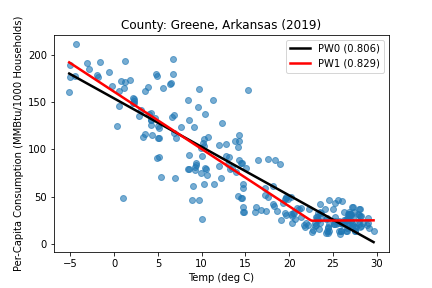 County: Greene, Arkansas (2019)
PW0 (0.806)
PW1 (0.829)
Per-Capita Consumption (MMBtu/1000 Households)
200
150
100
50
0
−5 0 5 10 15 20 25 30
Temp (deg C)